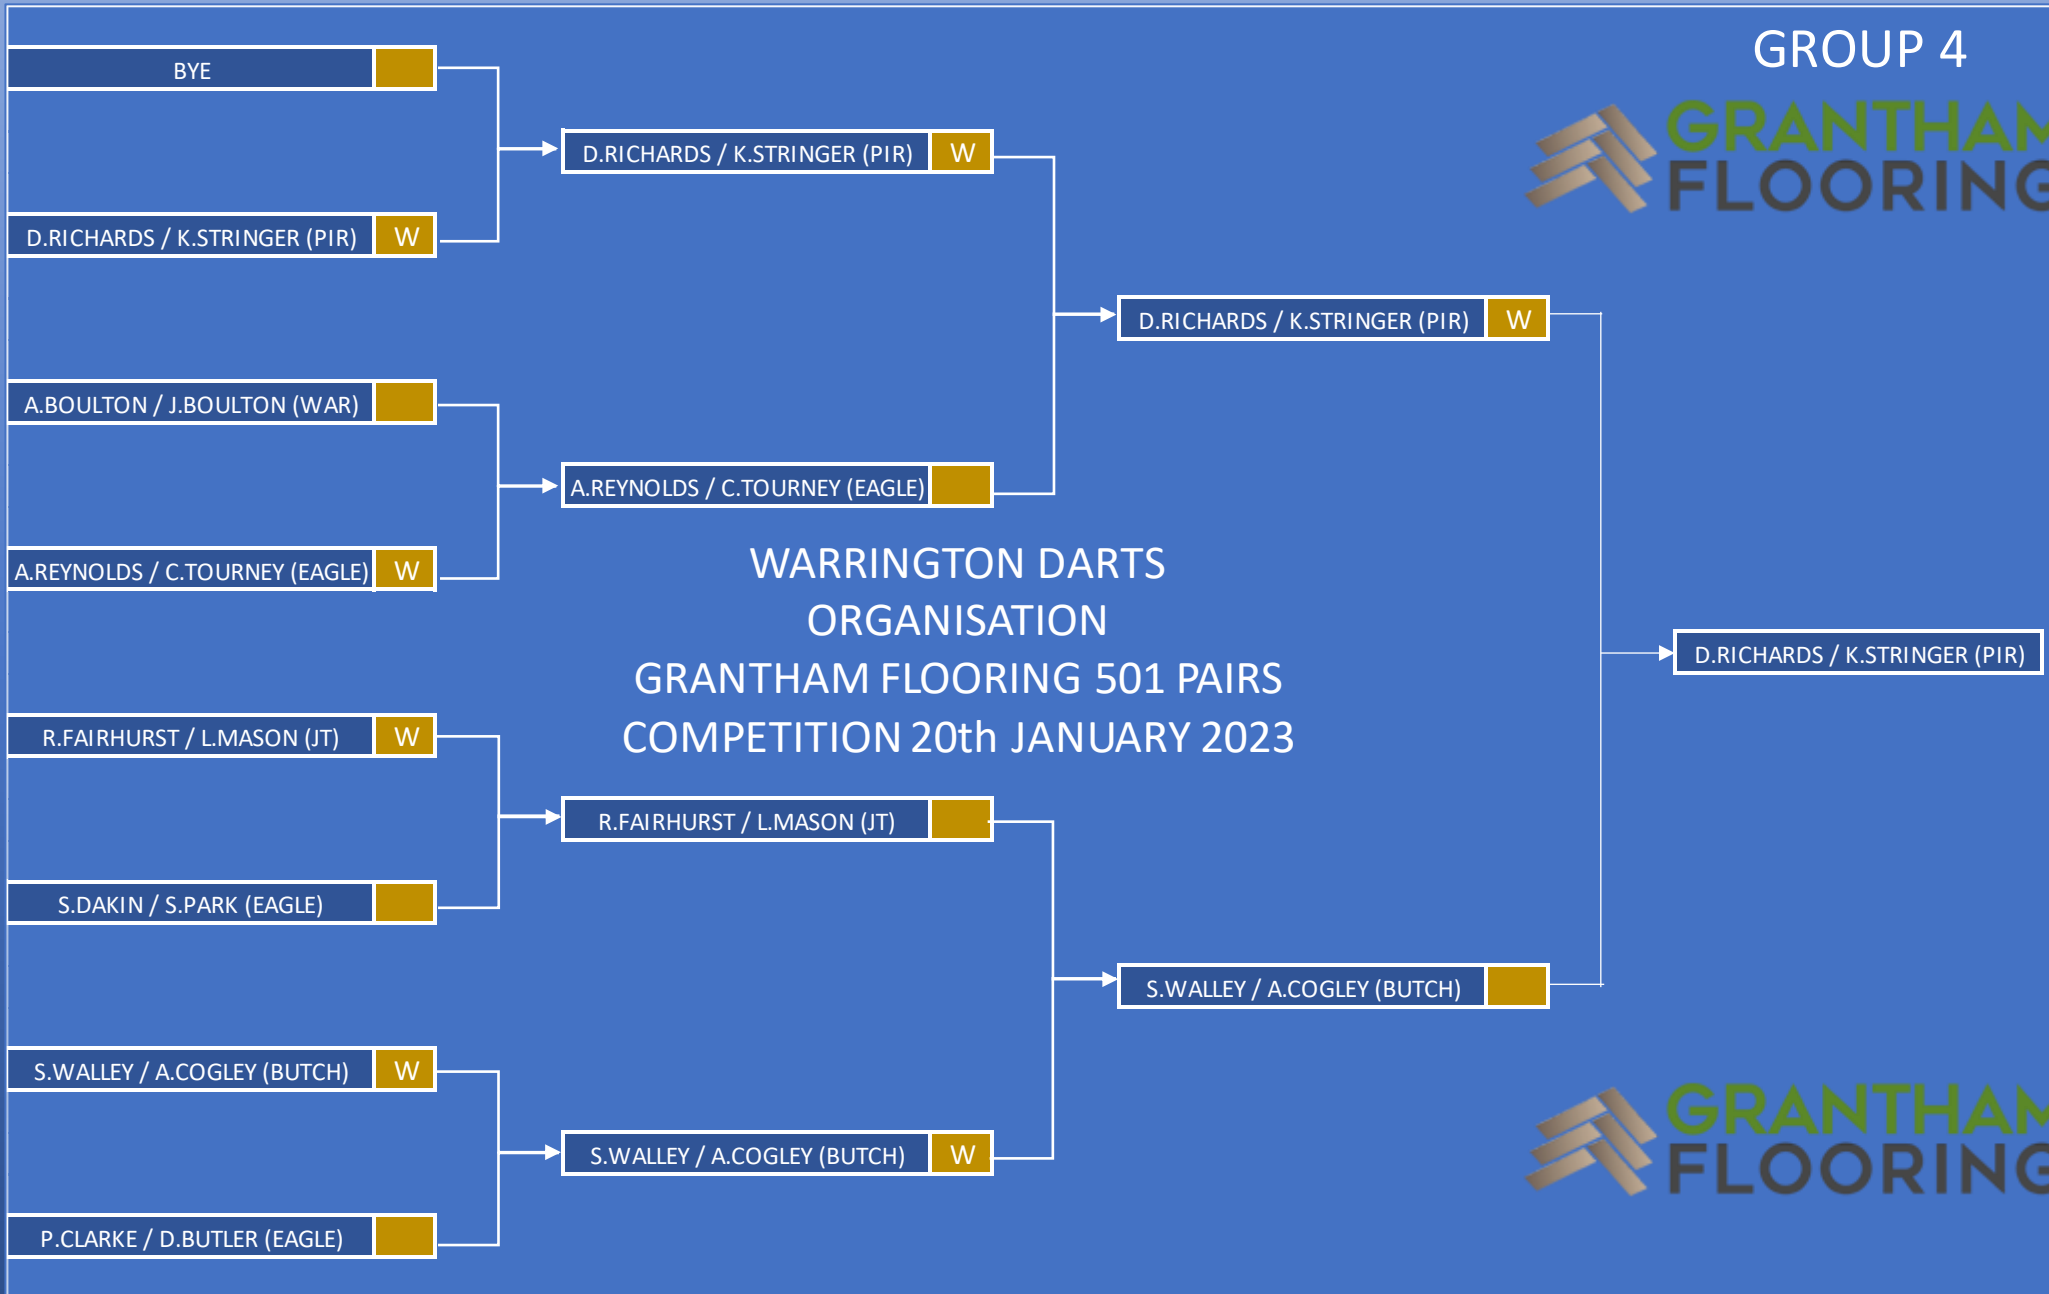 GROUP 4
GRANTHAM
FLOORING
BYE
D.RICHARDS / K.STRINGER (PIR) W
A.BOULTON / J.BOULTON (WAR)
A.REYNOLDS / C.TOURNEY (EAGLE) W
R.FAIRHURST / L.MASON (JT) W
S.DAKIN / S.PARK (EAGLE)
S.WALLEY / A.COGLEY (BUTCH) W
P.CLARKE / D.BUTLER (EAGLE)
D.RICHARDS / K.STRINGER (PIR) W
A.REYNOLDS / C.TOURNEY (EAGLE)
WARRINGTON DARTS
ORGANISATION
GRANTHAM FLOORING 501 PAIRS
COMPETITION 20th JANUARY 2023
R.FAIRHURST / L.MASON (JT)
S.WALLEY / A.COGLEY (BUTCH) W
D.RICHARDS / K.STRINGER (PIR) W
S.WALLEY / A.COGLEY (BUTCH)
D.RICHARDS / K.STRINGER (PIR)
GRANTHAM
FLOORING